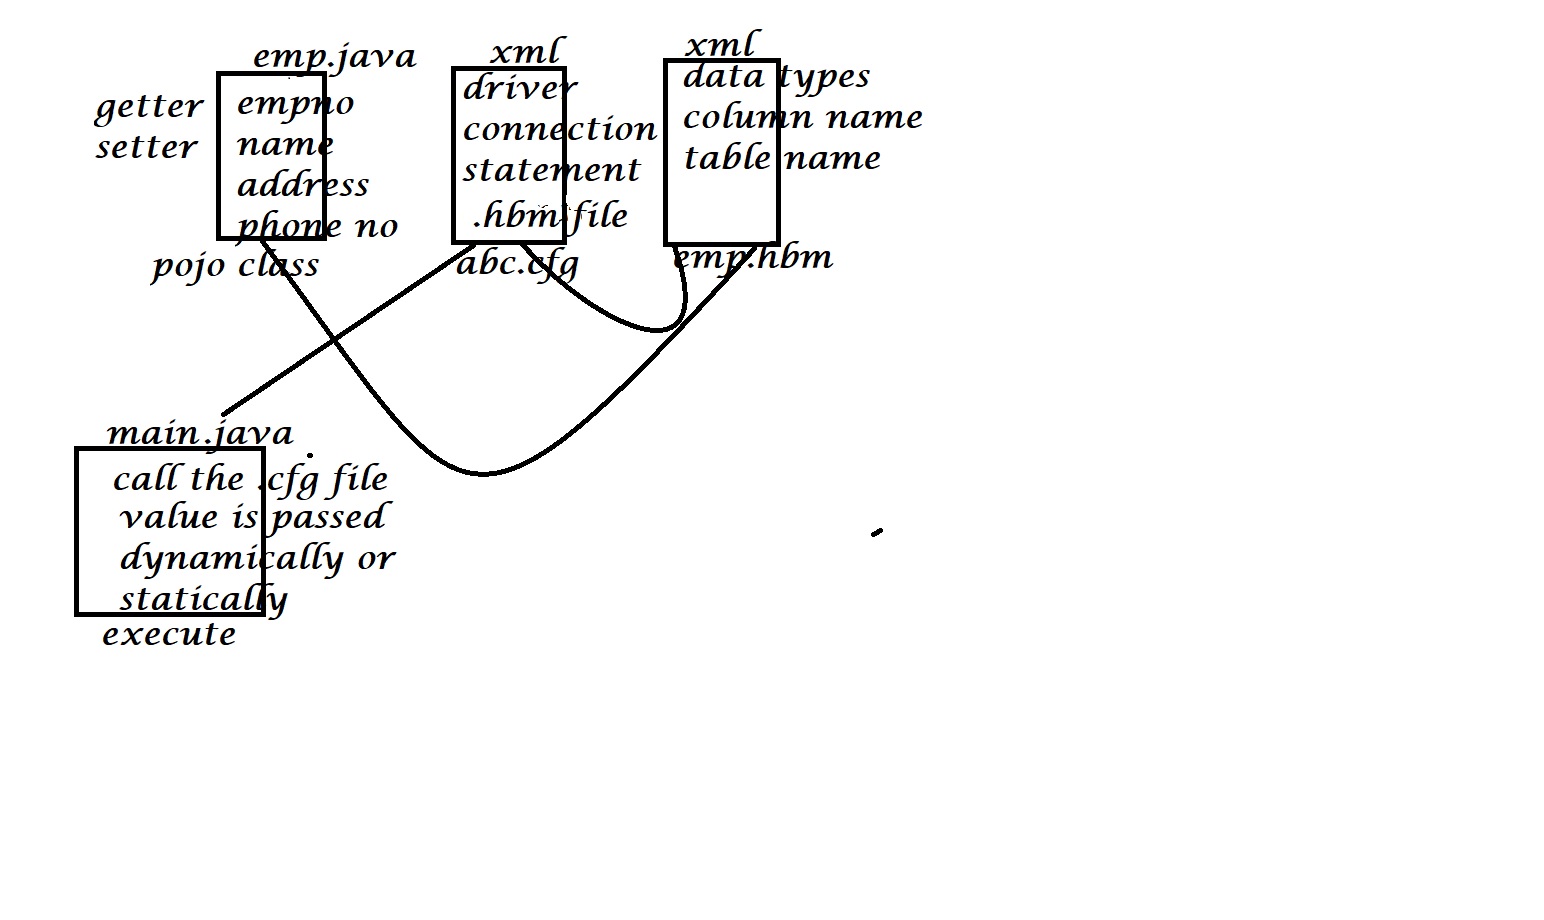 emp.java
getter
setter
empno
name
address
phone no
pojo class
xml
driver
connection
statement
.hbm file
abc.cfg
xml
data types
column name
table name
emp.hbm
main.java
call the .cfg file
value is passed
dynamically or
statically
execute